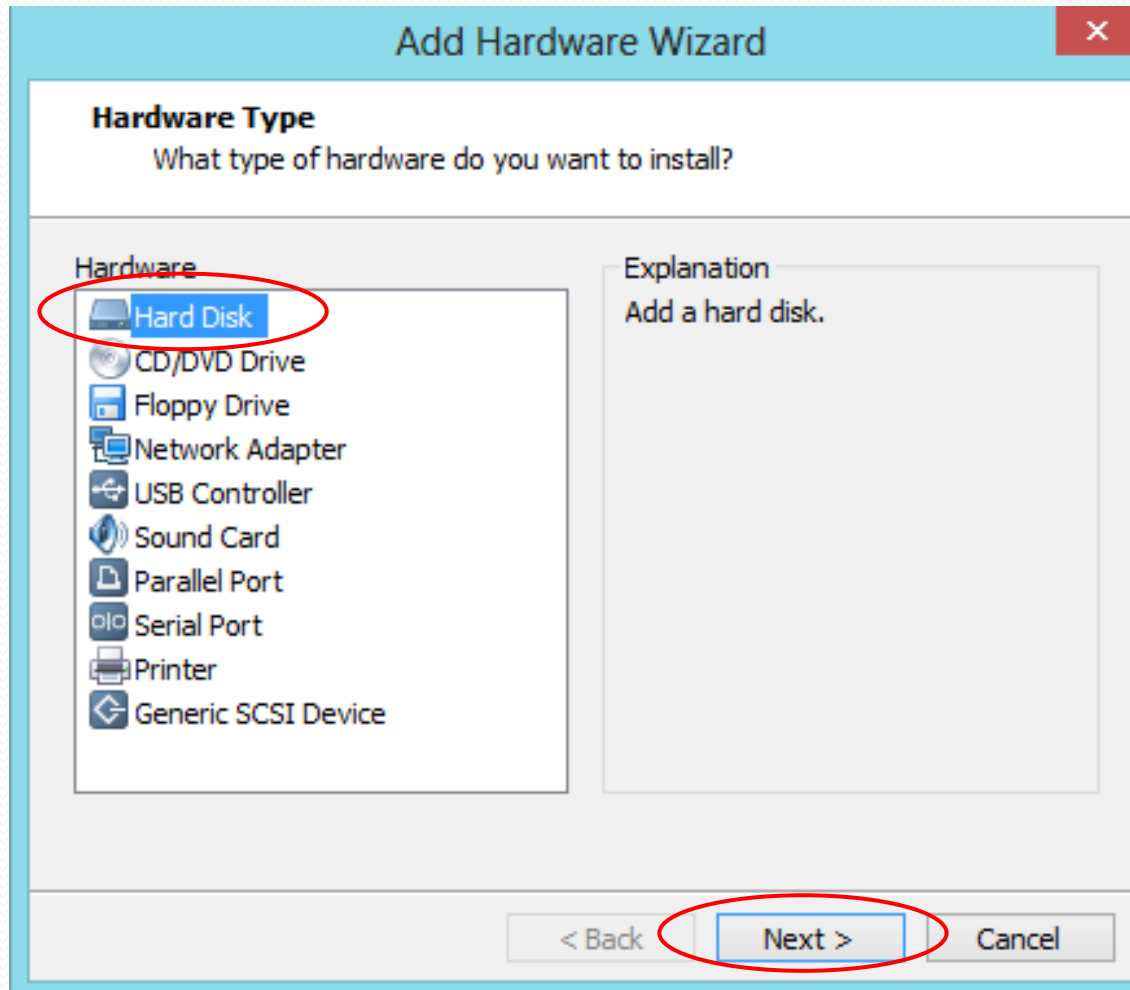 Add Hardware Wizard
Hardware Type
What type of hardware do you want to install?
Hardware
Hard Disk
CD/DVD Drive
Floppy Drive
Network Adapter
USB Controller
Sound Card
Parallel Port
Serial Port
Printer
Generic SCSI Device
Explanation
Add a hard disk.
< Back
Next >
Cancel